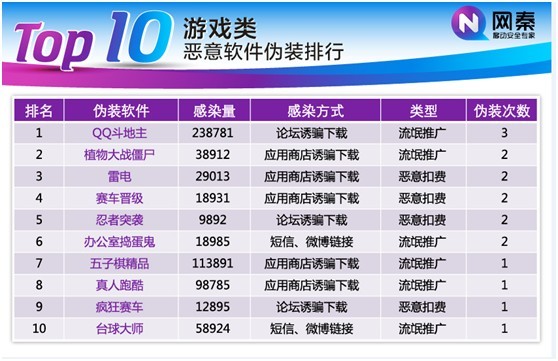 Top 10
游戏类
恶意软件伪装排行
网秦
移动安全专家
排名 伪装软件 感染量 感染方式 类型 伪装次数
1 QQ斗地主 238781 论坛诱骗下载 流氓推广 3
2 植物大战僵尸 38912 应用商店诱骗下载 流氓推广 2
3 雷电 29013 应用商店诱骗下载 恶意扣费 2
4 赛车晋级 18931 应用商店诱骗下载 恶意扣费 2
5 忍者突袭 9892 论坛诱骗下载 恶意扣费 2
6 办公室捣蛋鬼 18985 短信、微博链接 流氓推广 2
7 五子棋精品 113891 应用商店诱骗下载 流氓推广 1
8 真人跑酷 98785 应用商店诱骗下载 流氓推广 1
9 疯狂赛车 12895 论坛诱骗下载 恶意扣费 1
10 台球大师 58924 短信、微博链接 流氓推广 1